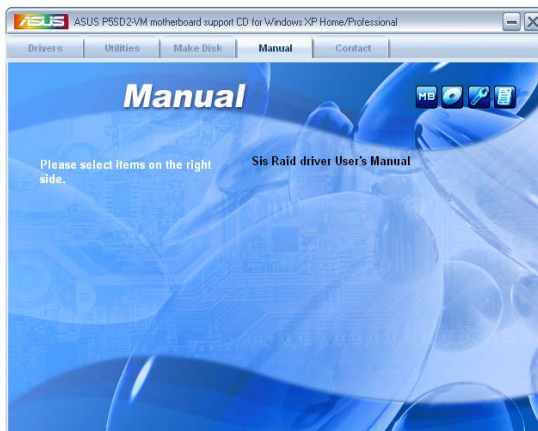 ASUS ASUS P5SD2-VM motherboard support CD for Windows XP Home/Professional
Drivers Utilities Make Disk Manual Contact
Manual
MB
Please select items on the right
side.
Sis Raid driver User's Manual